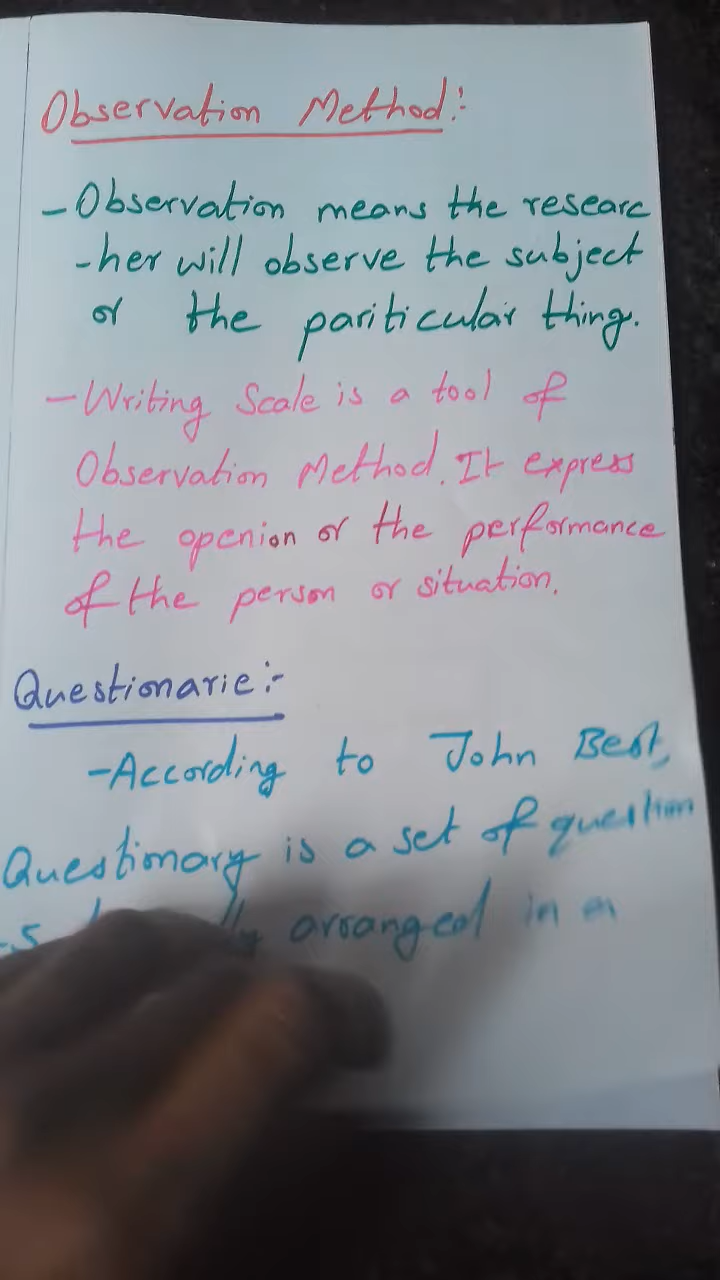 Observation Method:-
- Observation means the researc
-her will observe the subject
or the pariticular thing.
- Writing Scale is a tool of
Observation Method. It express
the openion or the performance
of the person or situation.
Questionarie:-
- According to John Best,
Questionary is a set of question
-s arranged in a